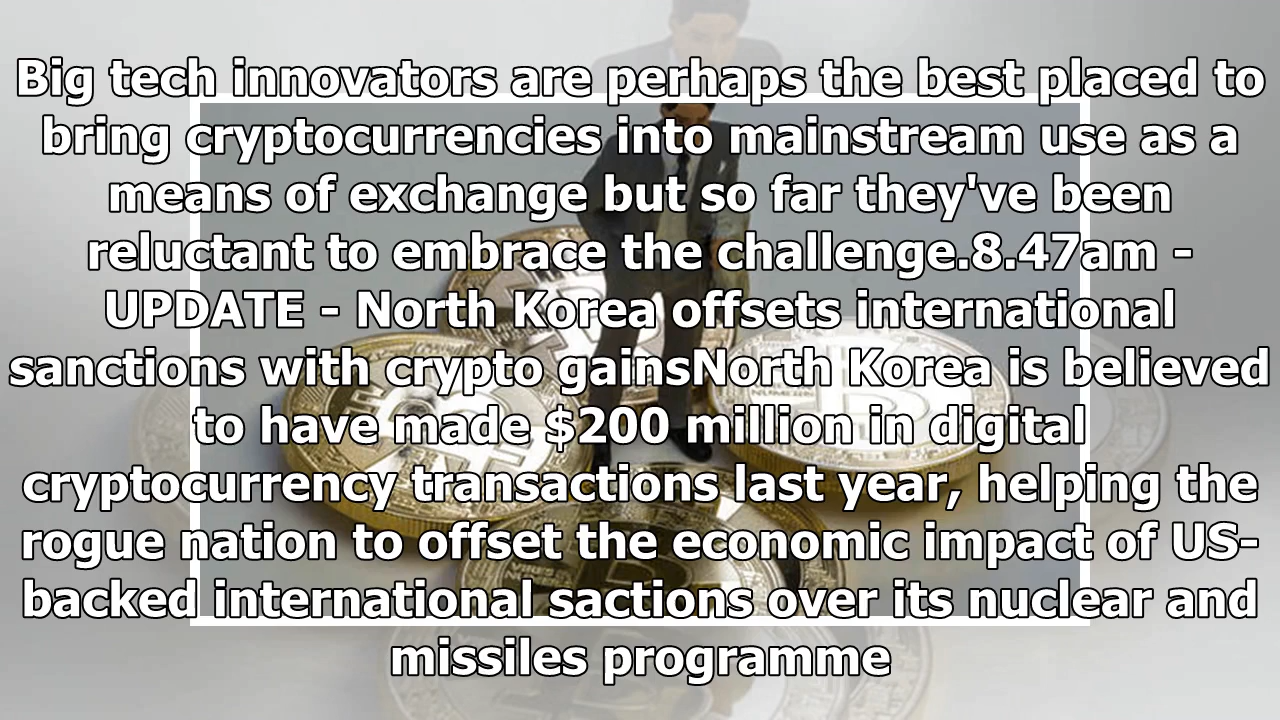 Big tech innovators are perhaps the best placed to
bring cryptocurrencies into mainstream use as a
means of exchange but so far they've been
reluctant to embrace the challenge.8.47am -
UPDATE - North Korea offsets international
sanctions with crypto gainsNorth Korea is believed
to have made $200 million in digital
cryptocurrency transactions last year, helping the
rogue nation to offset the economic impact of US-
backed international sactions over its nuclear and
missiles programme